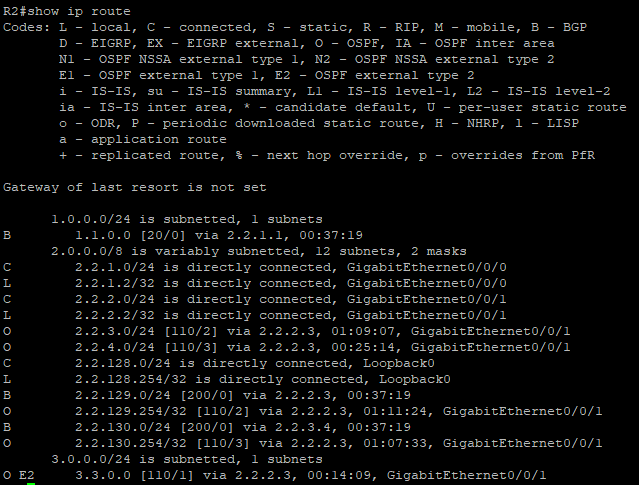 R2#show ip route
Codes: L - local, C - connected, S - static, R - RIP, M - mobile, B - BGP
       D - EIGRP, EX - EIGRP external, O - OSPF, IA - OSPF inter area
       N1 - OSPF NSSA external type 1, N2 - OSPF NSSA external type 2
       E1 - OSPF external type 1, E2 - OSPF external type 2
       i - IS-IS, su - IS-IS summary, L1 - IS-IS level-1, L2 - IS-IS level-2
       ia - IS-IS inter area, * - candidate default, U - per-user static route
       o - ODR, P - periodic downloaded static route, H - NHRP, l - LISP
       a - application route
       + - replicated route, % - next hop override, p - overrides from PfR
Gateway of last resort is not set
      1.0.0.0/24 is subnetted, 1 subnets
B        1.1.0.0 [20/0] via 2.2.1.1, 00:37:19
      2.0.0.0/8 is variably subnetted, 12 subnets, 2 masks
C        2.2.1.0/24 is directly connected, GigabitEthernet0/0/0
L        2.2.1.2/32 is directly connected, GigabitEthernet0/0/0
C        2.2.2.0/24 is directly connected, GigabitEthernet0/0/1
L        2.2.2.2/32 is directly connected, GigabitEthernet0/0/1
O        2.2.3.0/24 [110/2] via 2.2.2.3, 01:09:07, GigabitEthernet0/0/1
O        2.2.4.0/24 [110/3] via 2.2.2.3, 00:25:14, GigabitEthernet0/0/1
C        2.2.128.0/24 is directly connected, Loopback0
L        2.2.128.254/32 is directly connected, Loopback0
B        2.2.129.0/24 [200/0] via 2.2.2.3, 00:37:19
O        2.2.129.254/32 [110/2] via 2.2.2.3, 01:11:24, GigabitEthernet0/0/1
B        2.2.130.0/24 [200/0] via 2.2.3.4, 00:37:19
O        2.2.130.254/32 [110/3] via 2.2.2.3, 01:07:33, GigabitEthernet0/0/1
      3.0.0.0/24 is subnetted, 1 subnets
O E2     3.3.0.0 [110/1] via 2.2.2.3, 00:14:09, GigabitEthernet0/0/1